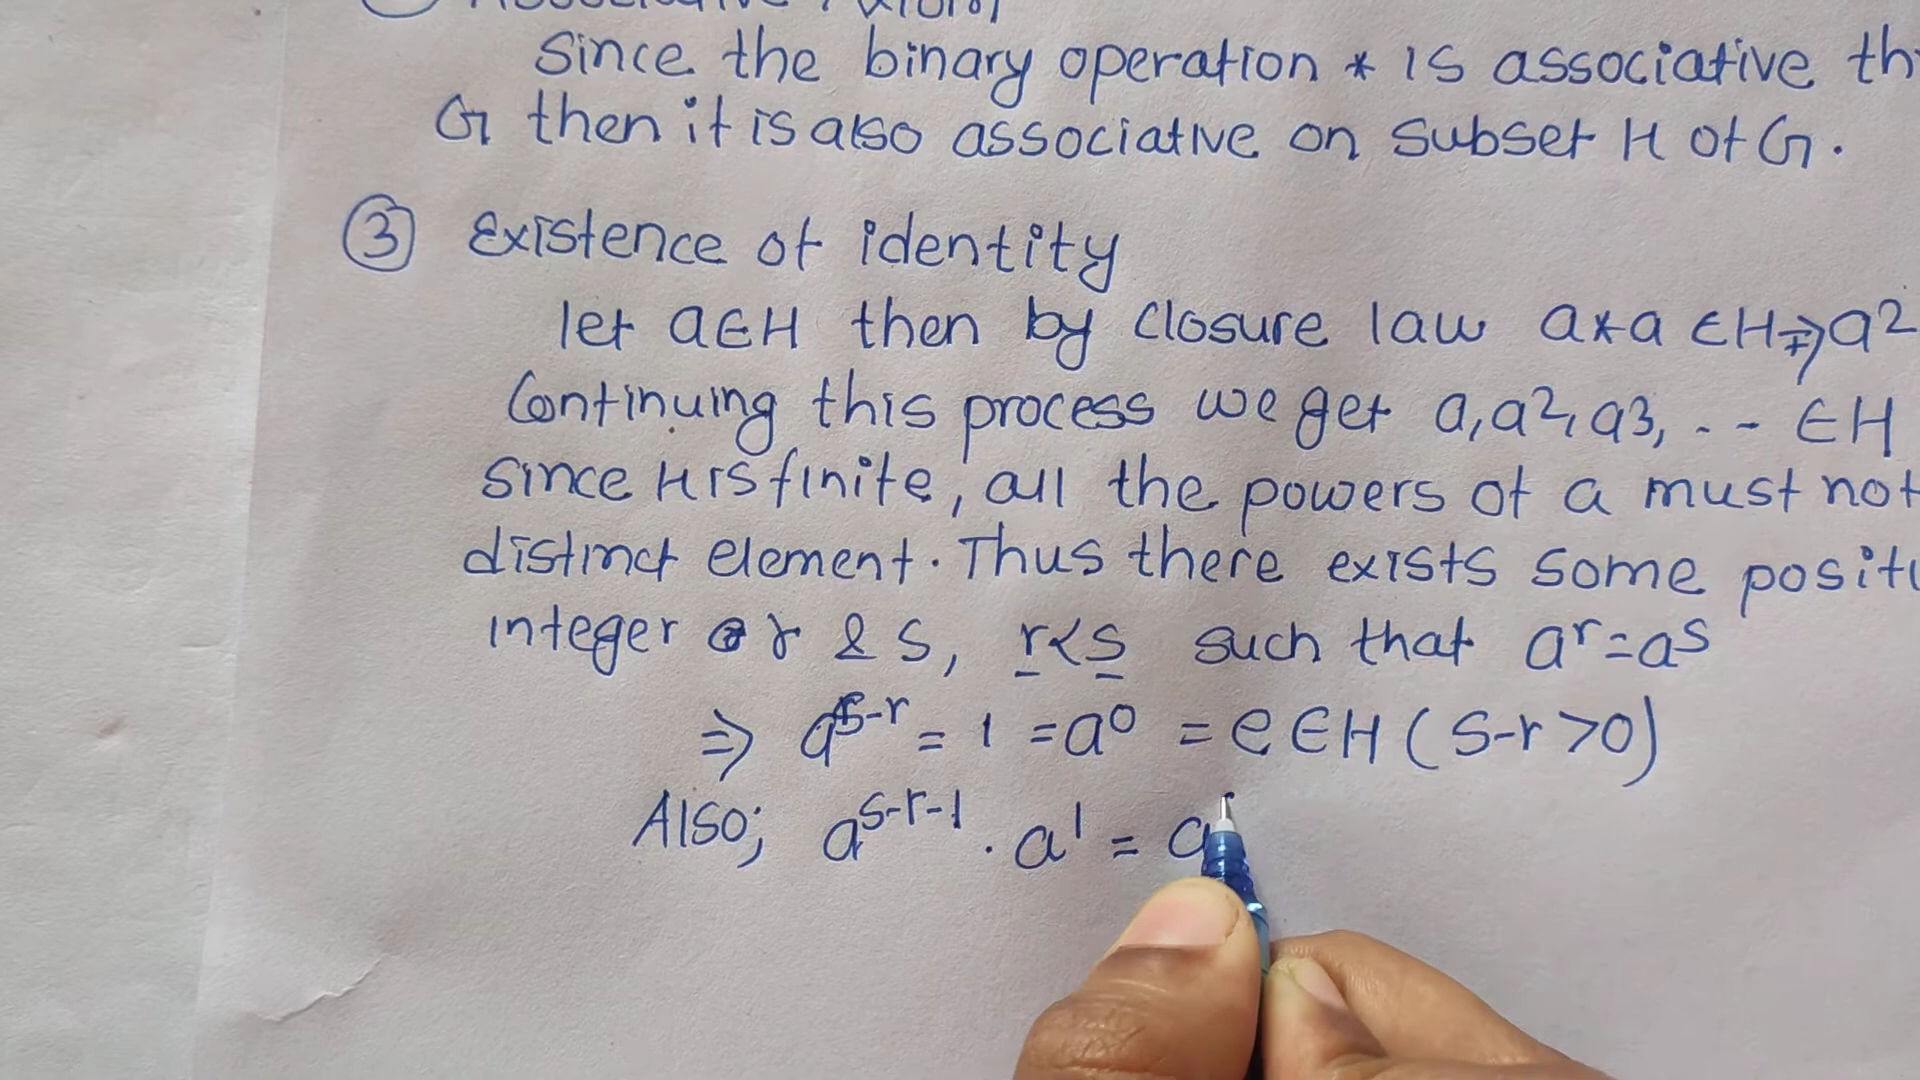 Since the binary operation * is associative
G then it is also associative on subset H of G.
③ Existence of identity
let a∈H then by closure law a*a ∈H⇒a²
Continuing this process we get a, a², a3, .-- ∈H
Since H is finite, all the powers of a must not
distinct element. Thus there exists some
integer r & s, r<s such that aʳ=aˢ
⇒ a^{s-r} = 1 = a⁰ = e∈H (s-r>0)
Also; a^{s-r-1} . a¹ = a